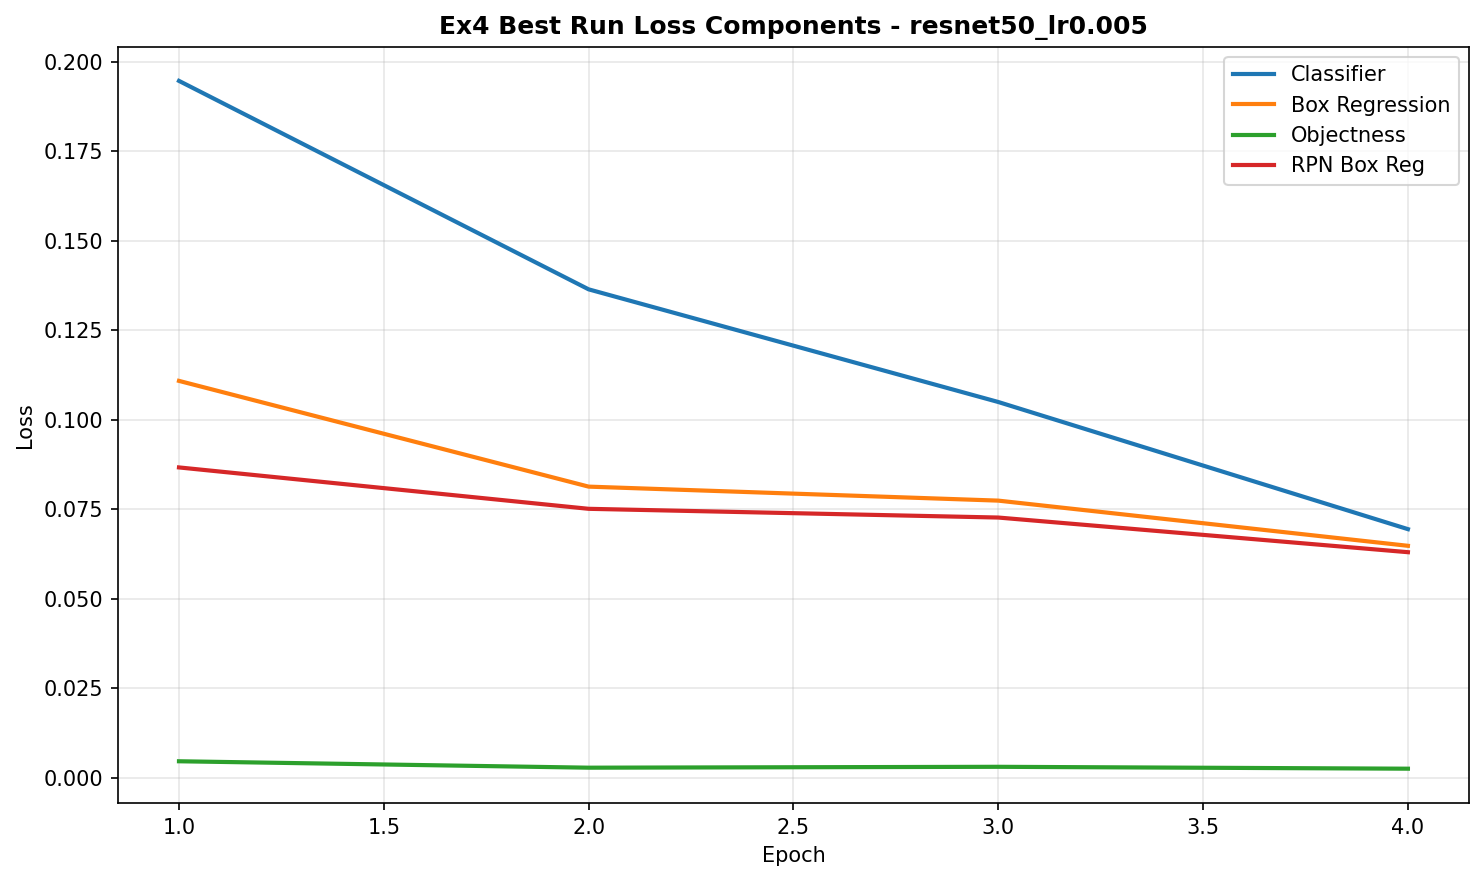 Ex4 Best Run Loss Components - resnet50_lr0.005
Classifier
Box Regression
Objectness
RPN Box Reg
Loss
0.200
0.175
0.150
0.125
0.100
0.075
0.050
0.025
0.000
1.0 1.5 2.0 2.5 3.0 3.5 4.0
Epoch